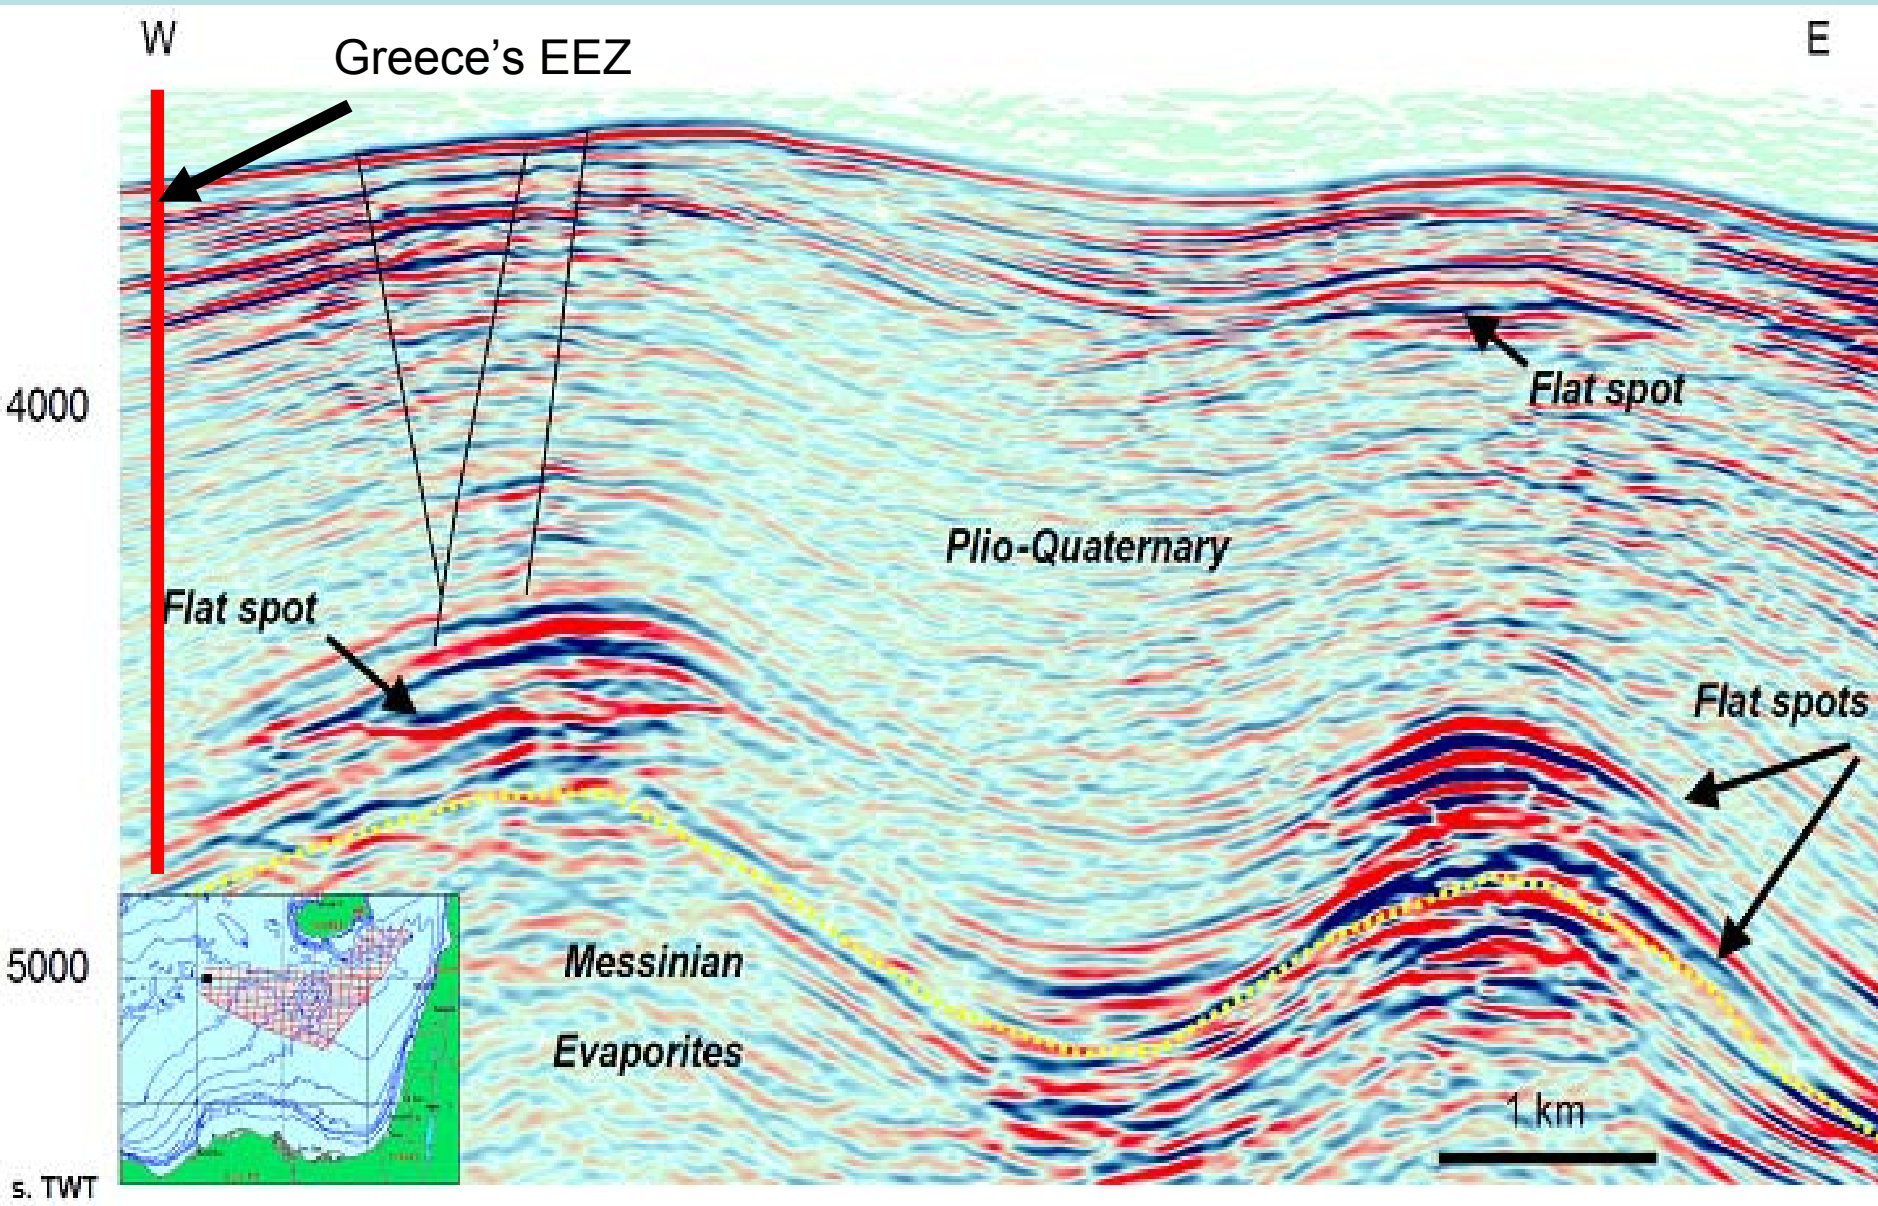 W
E
Greece's EEZ
4000
Flat spot
Plio-Quaternary
Flat spot
Flat spots
5000
Messinian
Evaporites
1 km
s. TWT